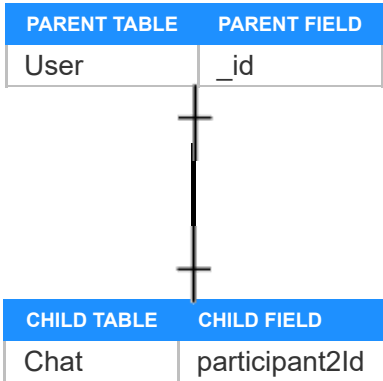 PARENT TABLE PARENT FIELD
User _id
CHILD TABLE CHILD FIELD
Chat participant2Id